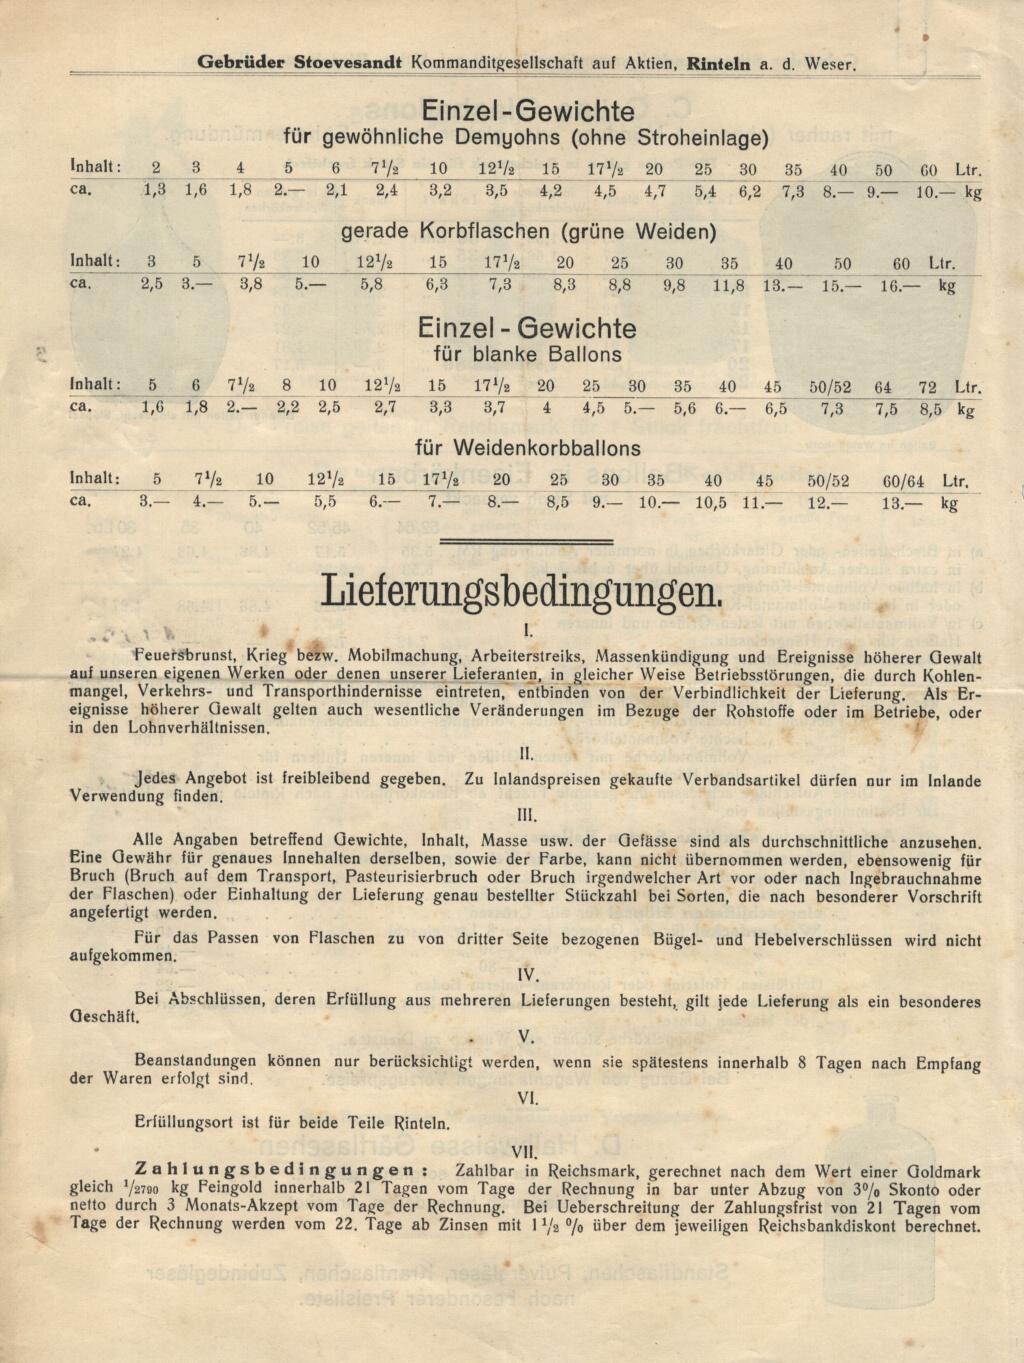 Gebrüder Stoevesandt Kommanditgesellschaft auf Aktien, Rinteln a. d. Weser.
Einzel-Gewichte
für gewöhnliche Demyohns (ohne Stroheinlage)
Inhalt: 2 3 4 5 6 7½ 10 12½ 15 17½ 20 25 30 35 40 50 60 Ltr.
ca. 1,3 1,6 1,8 2.— 2,1 2,4 3,2 3,5 4,2 4,5 4,7 5,4 6,2 7,3 8.— 9.— 10.— kg
gerade Korbflaschen (grüne Weiden)
Inhalt: 3 5 7½ 10 12½ 15 17½ 20 25 30 35 40 50 60 Ltr.
ca. 2,5 3.— 3,8 5.— 5,8 6,3 7,3 8,3 8,8 9,8 11,8 13.— 15.— 16.— kg
Einzel - Gewichte
für blanke Ballons
Inhalt: 5 6 7½ 8 10 12½ 15 17½ 20 25 30 35 40 45 50/52 64 72 Ltr.
ca. 1,6 1,8 2.— 2,2 2,5 2,7 3,3 3,7 4 4,5 5.— 5,6 6.— 6,5 7,3 7,5 8,5 kg
für Weidenkorbballons
Inhalt: 5 7½ 10 12½ 15 17½ 20 25 30 35 40 45 50/52 60/64 Ltr.
ca. 3.— 4.— 5.— 5,5 6.— 7.— 8.— 8,5 9.— 10.— 10,5 11.— 12.— 13.— kg
Lieferungsbedingungen.
I.
Feuersbrunst, Krieg bezw. Mobilmachung, Arbeiterstreiks, Massenkündigung und Ereignisse höherer Gewalt
auf unseren eigenen Werken oder denen unserer Lieferanten, in gleicher Weise Betriebsstörungen, die durch Kohlen-
mangel, Verkehrs- und Transporthindernisse eintreten, entbinden von der Verbindlichkeit der Lieferung. Als Er-
eignisse höherer Gewalt gelten auch wesentliche Veränderungen im Bezuge der Rohstoffe oder im Betriebe, oder
in den Lohnverhältnissen.
II.
Jedes Angebot ist freibleibend gegeben. Zu Inlandspreisen gekaufte Verbandsartikel dürfen nur im Inlande
Verwendung finden.
III.
Alle Angaben betreffend Gewichte, Inhalt, Masse usw. der Gefässe sind als durchschnittliche anzusehen.
Eine Gewähr für genaues Innehalten derselben, sowie der Farbe, kann nicht übernommen werden, ebensowenig für
Bruch (Bruch auf dem Transport, Pasteurisierbruch oder Bruch irgendwelcher Art vor oder nach Ingebrauchnahme
der Flaschen) oder Einhaltung der Lieferung genau bestellter Stückzahl bei Sorten, die nach besonderer Vorschrift
angefertigt werden.
Für das Passen von Flaschen zu von dritter Seite bezogenen Bügel- und Hebelverschlüssen wird nicht
aufgekommen.
IV.
Bei Abschlüssen, deren Erfüllung aus mehreren Lieferungen besteht, gilt jede Lieferung als ein besonderes
Geschäft.
V.
Beanstandungen können nur berücksichtigt werden, wenn sie spätestens innerhalb 8 Tagen nach Empfang
der Waren erfolgt sind.
VI.
Erfüllungsort ist für beide Teile Rinteln.
VII.
Zahlungsbedingungen: Zahlbar in Reichsmark, gerechnet nach dem Wert einer Goldmark
gleich 1/2790 kg Feingold innerhalb 21 Tagen vom Tage der Rechnung in bar unter Abzug von 3% Skonto oder
netto durch 3 Monats-Akzept vom Tage der Rechnung. Bei Ueberschreitung der Zahlungsfrist von 21 Tagen vom
Tage der Rechnung werden vom 22. Tage ab Zinsen mit 1½ % über dem jeweiligen Reichsbankdiskont berechnet.